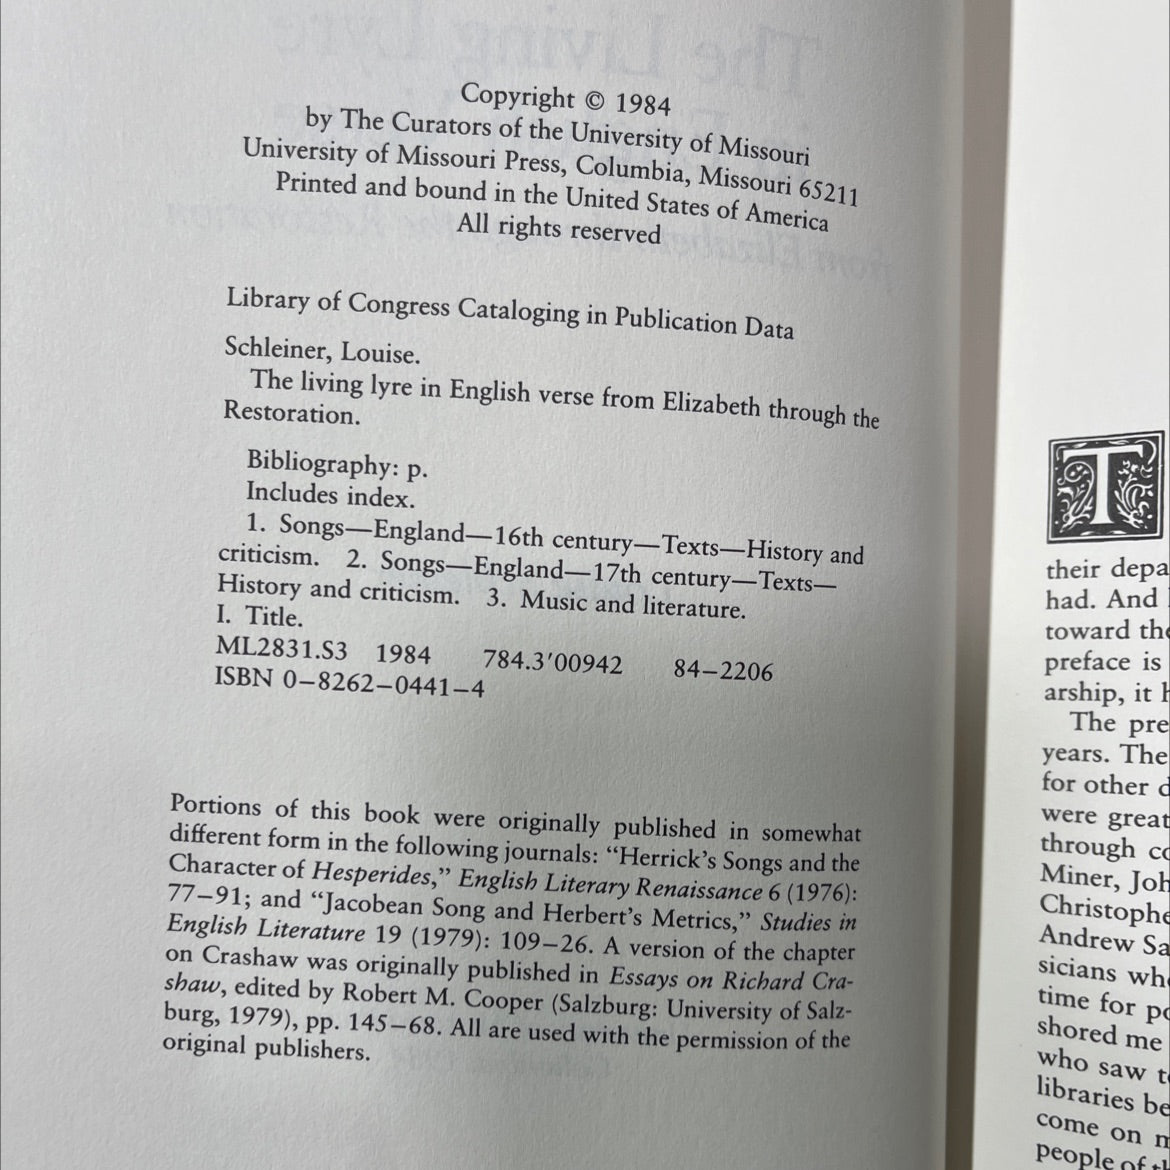 Copyright © 1984
by The Curators of the University of Missouri
University of Missouri Press, Columbia, Missouri 65211
Printed and bound in the United States of America
All rights reserved
Library of Congress Cataloging in Publication Data
Schleiner, Louise.
The living lyre in English verse from Elizabeth through the
Restoration.
Bibliography: p.
Includes index.
1. Songs—England—16th century—Texts—History and
criticism. 2. Songs—England—17th century—Texts—
History and criticism. 3. Music and literature.
I. Title.
ML2831.S3 1984 784.3'00942 84–2206
ISBN 0–8262–0441–4
Portions of this book were originally published in somewhat
different form in the following journals: “Herrick's Songs and the
Character of Hesperides,” English Literary Renaissance 6 (1976):
77–91; and “Jacobean Song and Herbert's Metrics,” Studies in
English Literature 19 (1979): 109–26. A version of the chapter
on Crashaw was originally published in Essays on Richard Cra-
shaw, edited by Robert M. Cooper (Salzburg: University of Salz-
burg, 1979), pp. 145–68. All are used with the permission of the
original publishers.
T
their depa
had. And
toward the
preface is
arship, it
The pre
years. The
for other
were great
through co
Miner, Joh
Christophe
Andrew Sa
sicians who
time for po
shored me
who saw to
libraries be
come on
people of